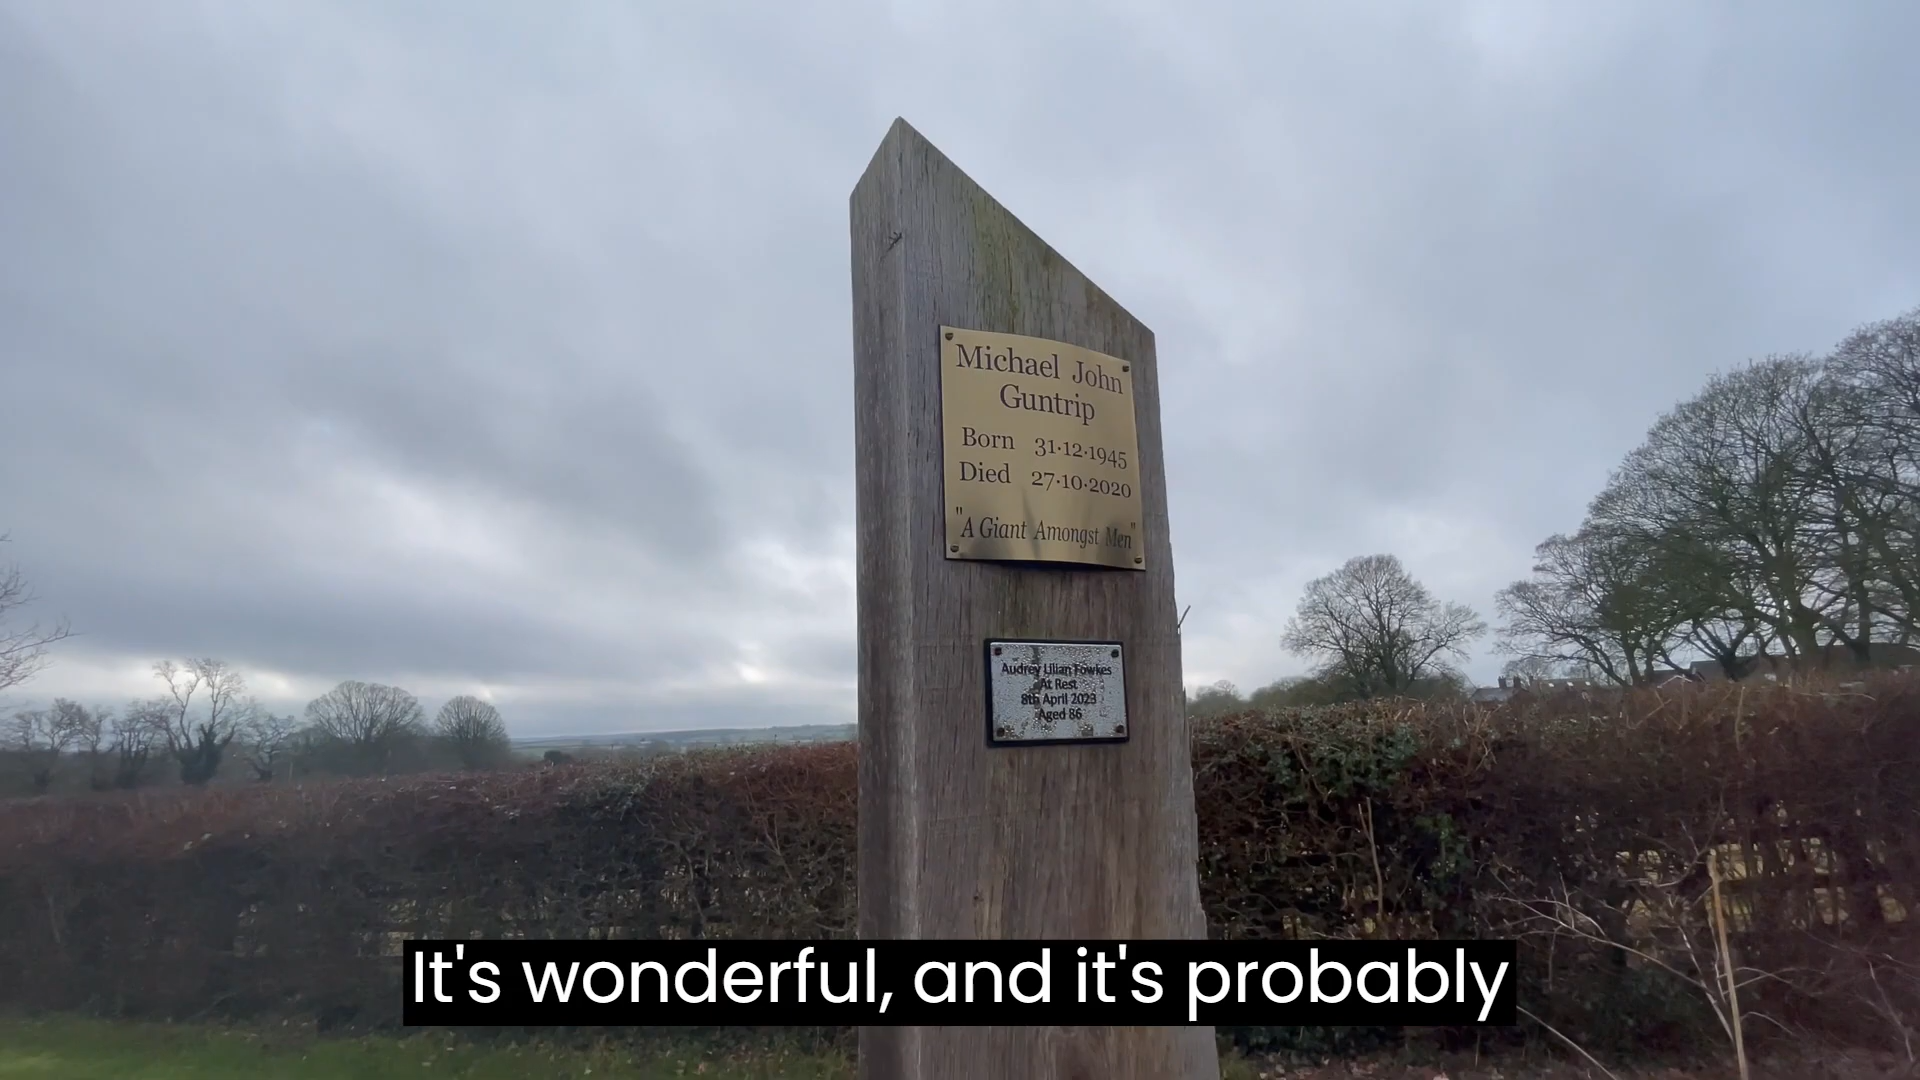 Michael John
Guntrip
Born 31·12·1945
Died 27·10·2020
"A Giant Amongst Men"
Audrey Lilian Fowkes
At Rest
8th April 2023
Aged 86
It's wonderful, and it's probably